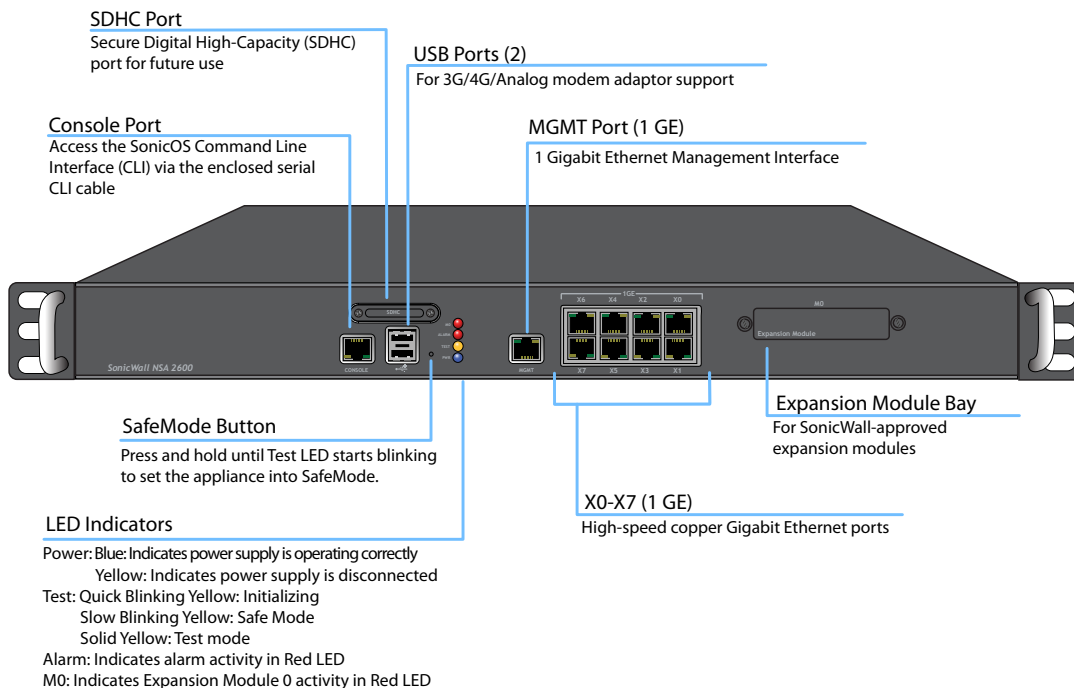 SDHC Port
Secure Digital High-Capacity (SDHC)
port for future use
USB Ports (2)
For 3G/4G/Analog modem adaptor support
Console Port
Access the SonicOS Command Line
Interface (CLI) via the enclosed serial
CLI cable
MGMT Port (1 GE)
1 Gigabit Ethernet Management Interface
1GE
X6 X4 X2 X0
M0
SDHC
M0
ALARM
TEST
PWR
Expansion Module
SonicWall NSA 2600
CONSOLE
MGMT
X7 X5 X3 X1
SafeMode Button
Press and hold until Test LED starts blinking
to set the appliance into SafeMode.
Expansion Module Bay
For SonicWall-approved
expansion modules
X0-X7 (1 GE)
High-speed copper Gigabit Ethernet ports
LED Indicators
Power: Blue: Indicates power supply is operating correctly
Yellow: Indicates power supply is disconnected
Test: Quick Blinking Yellow: Initializing
Slow Blinking Yellow: Safe Mode
Solid Yellow: Test mode
Alarm: Indicates alarm activity in Red LED
M0: Indicates Expansion Module 0 activity in Red LED